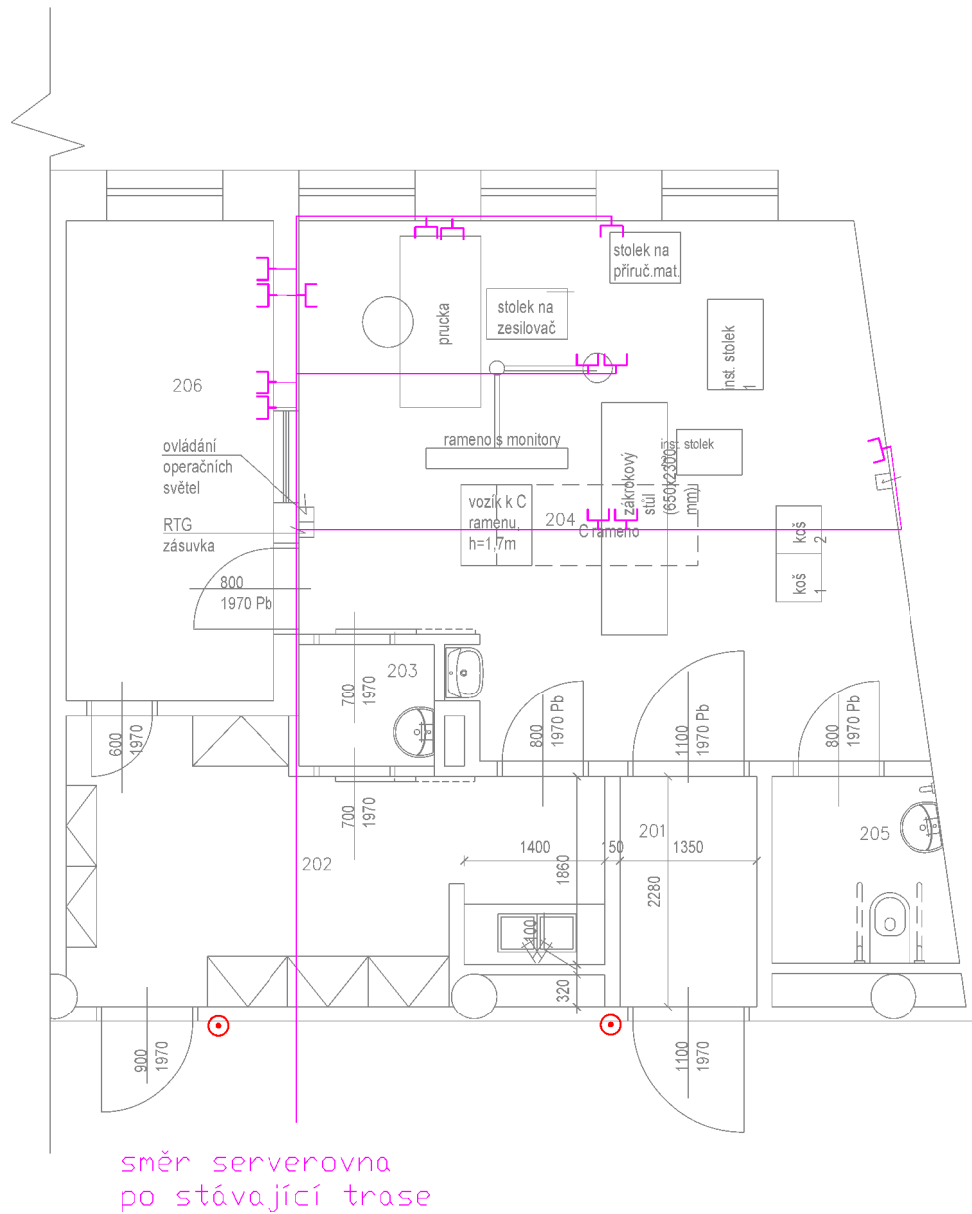 stolek na
příruč.mat.
prucka
stolek na
zesilovač
inst. stolek
1
206
rameno s monitory
inst. stolek
2
ovládání
operačních
světel
zákrokový
stůl
(650x2300
mm)
vozík k C
ramenu,
h=1,7m
204
C rameno
RTG
zásuvka
koš
2
koš
1
800
1970 Pb
203
700
1970
600
1970
800
1970 Pb
1100
1970 Pb
800
1970 Pb
700
1970
202
201
205
1400
150
1350
1860
2280
100
320
900
1970
1100
1970
směr serverovna
po stávající trase